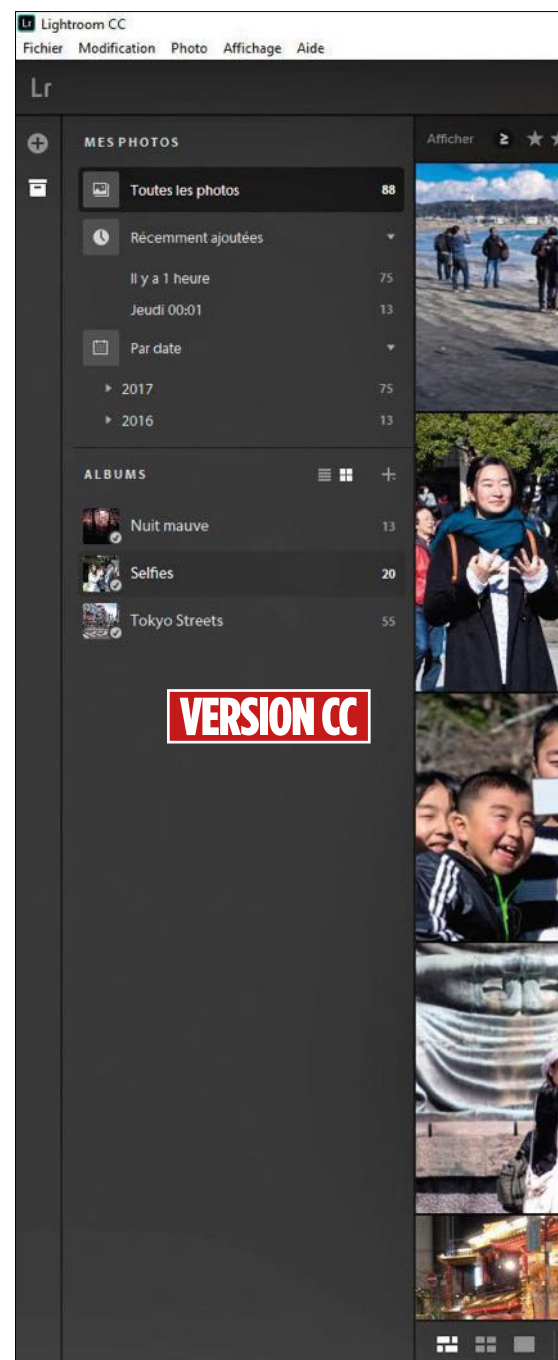 Lr Lightroom CC
Fichier Modification Photo Affichage Aide
Lr
MES PHOTOS
Afficher ≥ ★
Toutes les photos 88
Récemment ajoutées
Il y a 1 heure 75
Jeudi 00:01 13
Par date
2017 75
2016 13
ALBUMS
Nuit mauve 13
Selfies 20
Tokyo Streets 55
VERSION CC